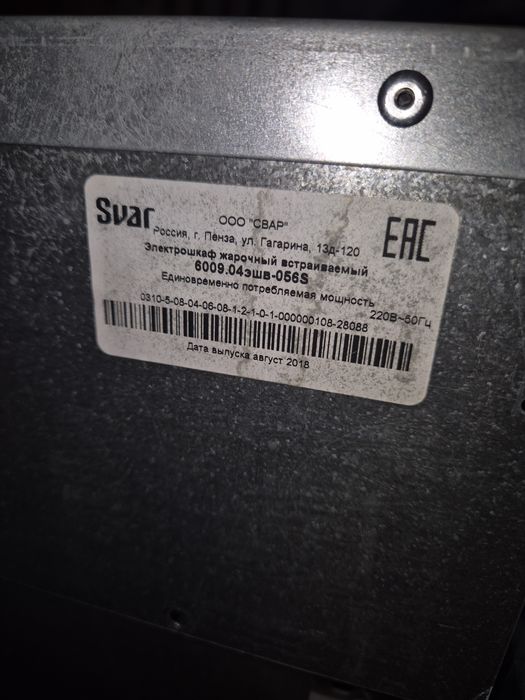 Svar
ООО "СВАР"
EAC
Россия, г. Пенза, ул. Гагарина, 13д-120
Электрошкаф жарочный встраиваемый
6009.04эшв-056S
Единовременно потребляемая мощность
220В~50Гц
0310-5-08-04-06-08-1-2-1-0-1-000000108-28088
Дата выпуска август 2018